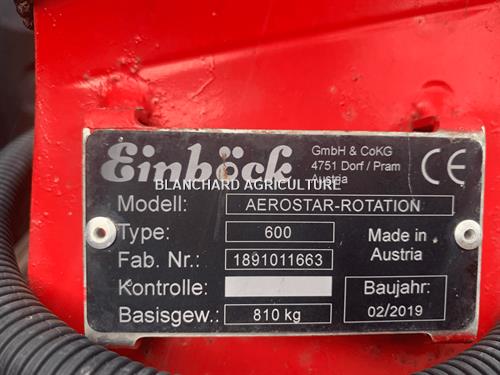 Einböck
GmbH & CoKG
4751 Dorf / Pram
Austria
BLANCHARD AGRICULTURE
Modell: AEROSTAR-ROTATION
Type: 600
Made in
Austria
Fab. Nr.: 1891011663
Kontrolle:
Baujahr:
Basisgew.: 810 kg
02/2019
CE